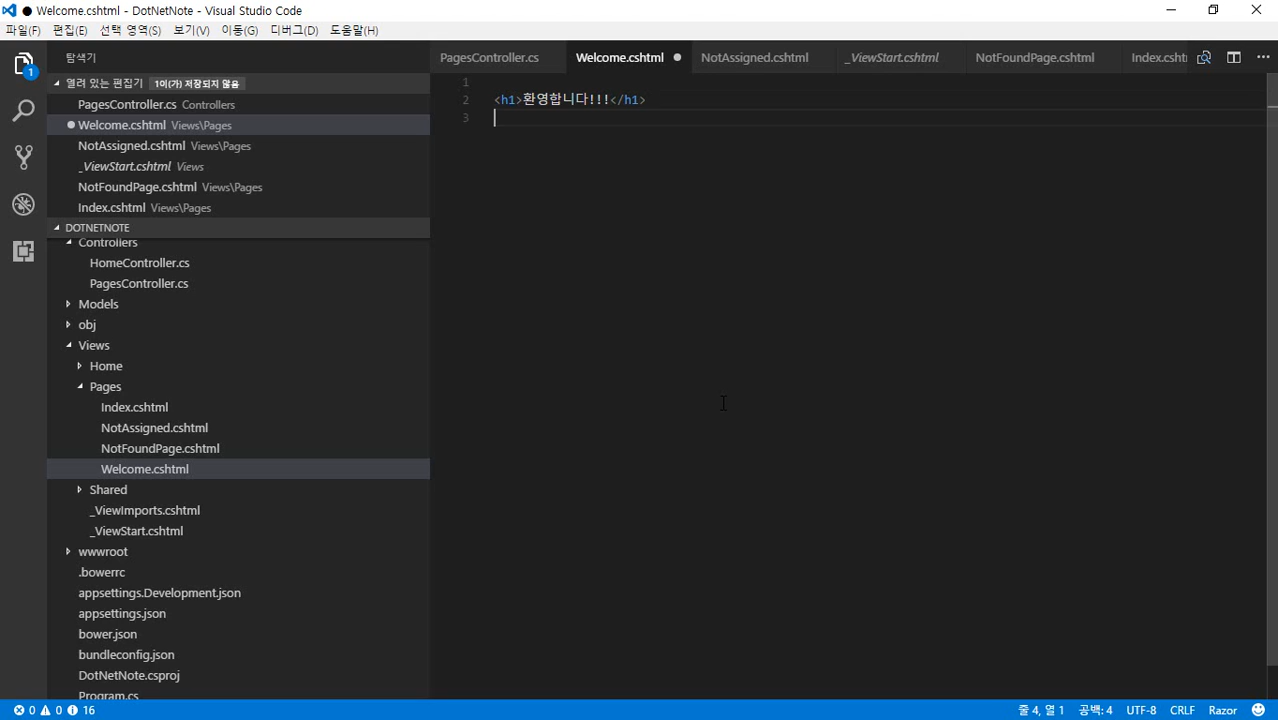 ● Welcome.cshtml - DotNetNote - Visual Studio Code
파일(F) 편집(E) 선택 영역(S) 보기(V) 이동(G) 디버그(D) 도움말(H)
탐색기
열려 있는 편집기 1이(가) 저장되지 않음
PagesController.cs Controllers
Welcome.cshtml Views\Pages
NotAssigned.cshtml Views\Pages
_ViewStart.cshtml Views
NotFoundPage.cshtml Views\Pages
Index.cshtml Views\Pages
DOTNETNOTE
Controllers
HomeController.cs
PagesController.cs
Models
obj
Views
Home
Pages
Index.cshtml
NotAssigned.cshtml
NotFoundPage.cshtml
Welcome.cshtml
Shared
_ViewImports.cshtml
_ViewStart.cshtml
wwwroot
.bowerrc
appsettings.Development.json
appsettings.json
bower.json
bundleconfig.json
DotNetNote.csproj
Program.cs
1
PagesController.cs Welcome.cshtml NotAssigned.cshtml _ViewStart.cshtml NotFoundPage.cshtml Index.cshtml
1
2 <h1>환영합니다!!!</h1>
3
0 0 16 줄 4, 열 1 공백: 4 UTF-8 CRLF Razor